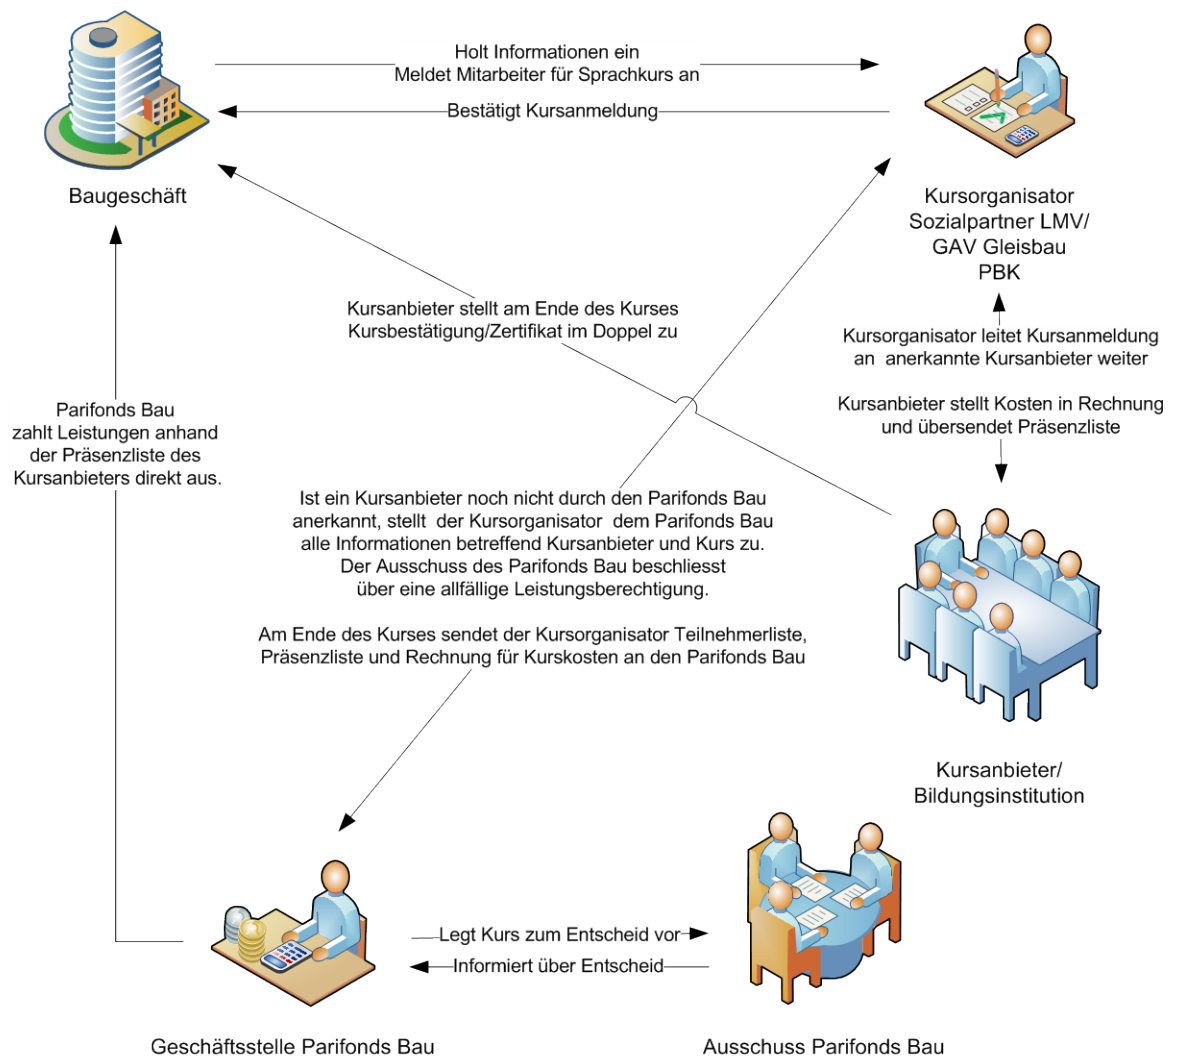 Holt Informationen ein
Meldet Mitarbeiter für Sprachkurs an
Bestätigt Kursanmeldung
Baugeschäft
Kursorganisator
Sozialpartner LMV/
GAV Gleisbau
PBK
Kursanbieter stellt am Ende des Kurses
Kursbestätigung/Zertifikat im Doppel zu
Kursorganisator leitet Kursanmeldung
an anerkannte Kursanbieter weiter
Kursanbieter stellt Kosten in Rechnung
und übersendet Präsenzliste
Parifonds Bau
zahlt Leistungen anhand
der Präsenzliste des
Kursanbieters direkt aus.
Ist ein Kursanbieter noch nicht durch den Parifonds Bau
anerkannt, stellt der Kursorganisator dem Parifonds Bau
alle Informationen betreffend Kursanbieter und Kurs zu.
Der Ausschuss des Parifonds Bau beschliesst
über eine allfällige Leistungsberechtigung.
Am Ende des Kurses sendet der Kursorganisator Teilnehmerliste,
Präsenzliste und Rechnung für Kurskosten an den Parifonds Bau
Kursanbieter/
Bildungsinstitution
Legt Kurs zum Entscheid vor
Informiert über Entscheid
Geschäftsstelle Parifonds Bau
Ausschuss Parifonds Bau